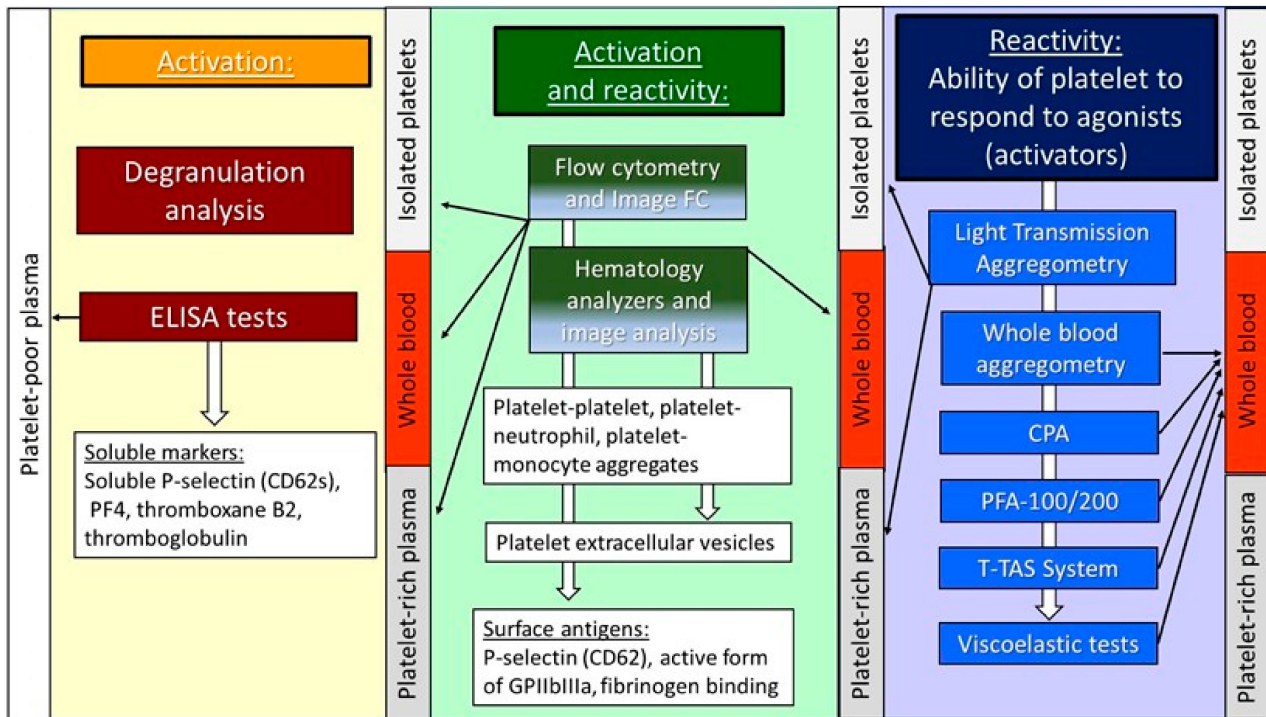 Platelet-poor plasma
Activation:
Degranulation
analysis
ELISA tests
Soluble markers:
Soluble P-selectin (CD62s),
PF4, thromboxane B2,
thromboglobulin
Isolated platelets
Whole blood
Platelet-rich plasma
Activation
and reactivity:
Flow cytometry
and Image FC
Hematology
analyzers and
image analysis
Platelet-platelet, platelet-
neutrophil, platelet-
monocyte aggregates
Platelet extracellular vesicles
Surface antigens:
P-selectin (CD62), active form
of GPIIbIIIa, fibrinogen binding
Isolated platelets
Whole blood
Platelet-rich plasma
Reactivity:
Ability of platelet to
respond to agonists
(activators)
Light Transmission
Aggregometry
Whole blood
aggregometry
CPA
PFA-100/200
T-TAS System
Viscoelastic tests
Isolated platelets
Whole blood
Platelet-rich plasma